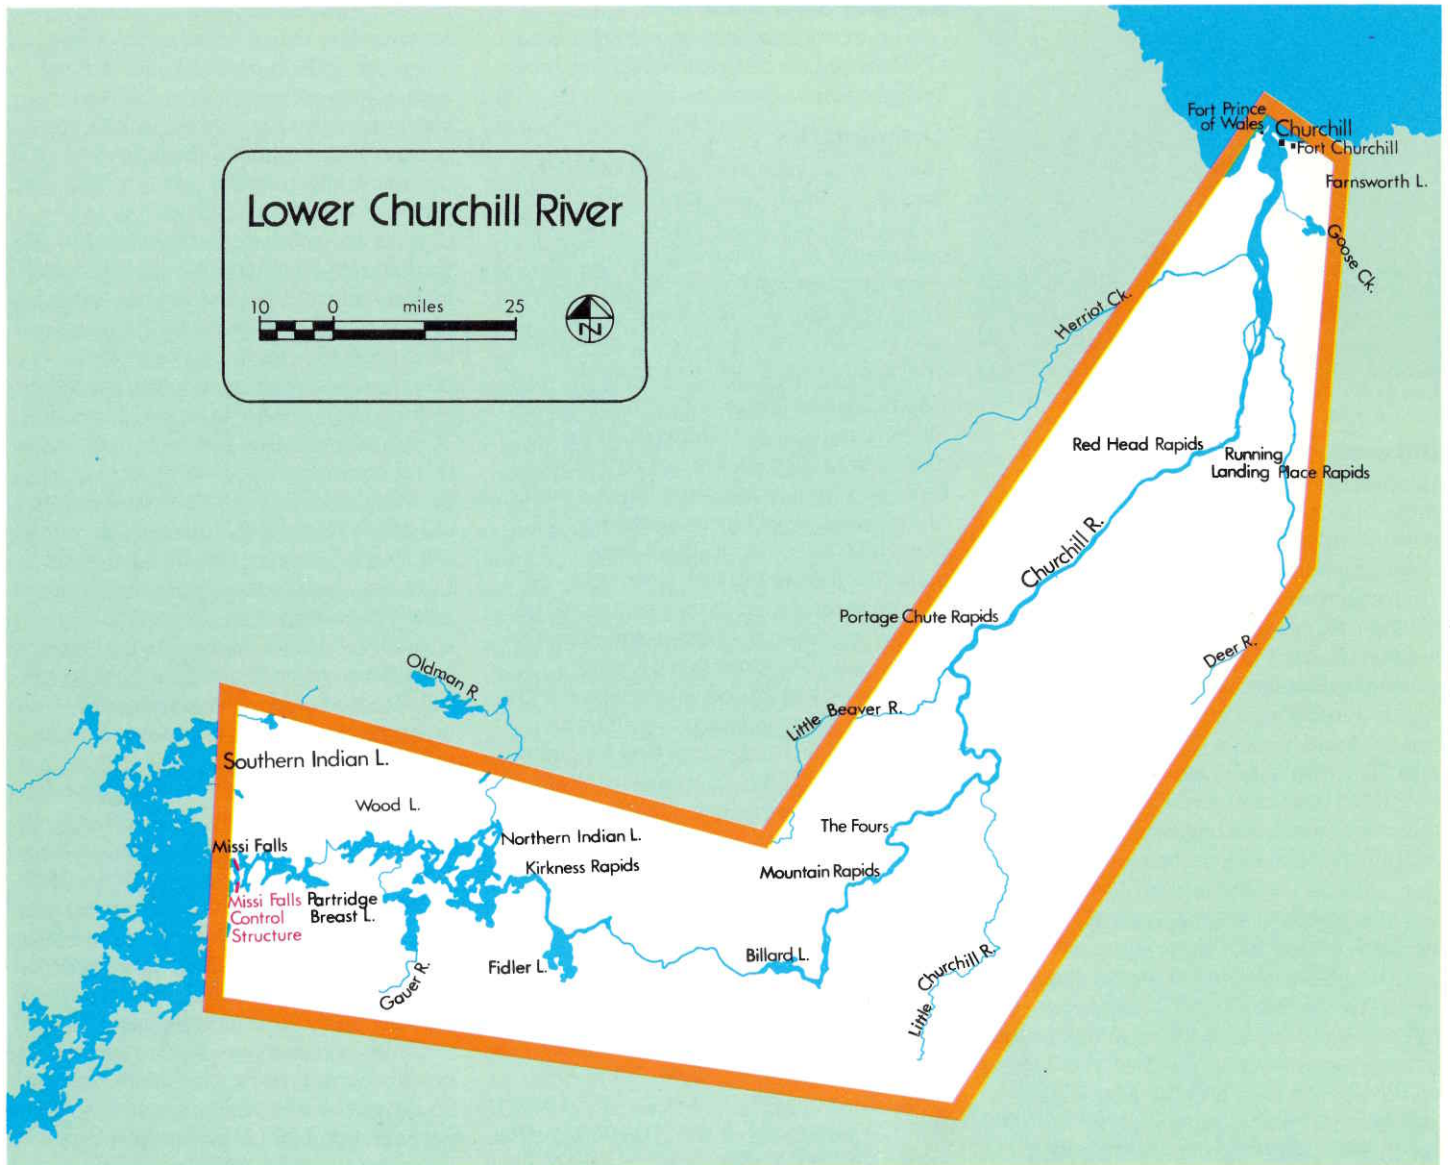 Fort Prince
of Wales
Churchill
Fort Churchill
Farnsworth L.
Goose Ck.
Lower Churchill River
10 0 miles 25
N
Herriot Ck.
Red Head Rapids
Running
Landing Place Rapids
Churchill R.
Portage Chute Rapids
Deer R.
Oldman R.
Little Beaver R.
Southern Indian L.
Wood L.
The Fours
Northern Indian L.
Missi Falls
Kirkness Rapids
Mountain Rapids
Missi Falls
Control
Structure
Partridge
Breast L.
Billard L.
Fidler L.
Gauer R.
Little Churchill R.